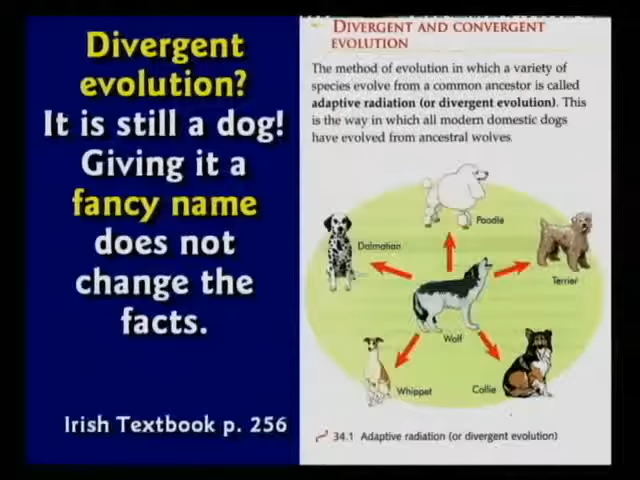 Divergent
evolution?
It is still a dog!
Giving it a
fancy name
does not
change the
facts.
Irish Textbook p. 256
DIVERGENT AND CONVERGENT
EVOLUTION
The method of evolution in which a variety of
species evolve from a common ancestor is called
adaptive radiation (or divergent evolution). This
is the way in which all modern domestic dogs
have evolved from ancestral wolves.
Poodle
Dalmatian
Terrier
Wolf
Whippet
Collie
34.1 Adaptive radiation (or divergent evolution)